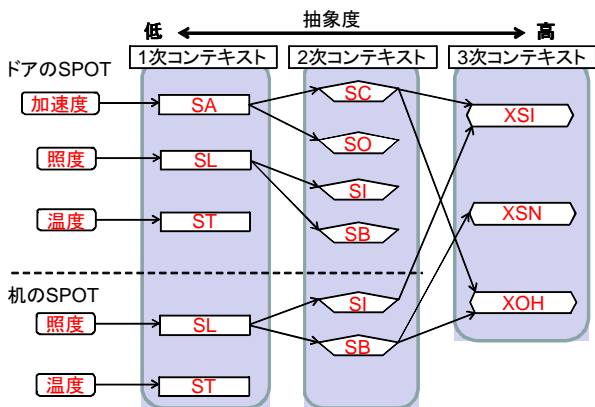 抽象度
低
高
1次コンテキスト
2次コンテキスト
3次コンテキスト
ドアのSPOT
加速度
SA
SC
XSI
SO
照度
SL
SI
温度
ST
SB
XSN
机のSPOT
SI
XOH
照度
SL
SB
温度
ST